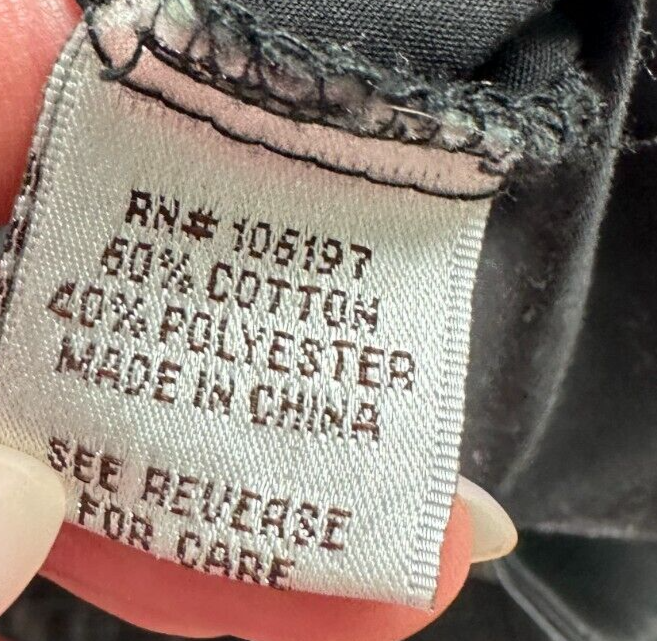 RN# 106197
60% COTTON
40% POLYESTER
MADE IN CHINA
SEE REVERSE
FOR CARE